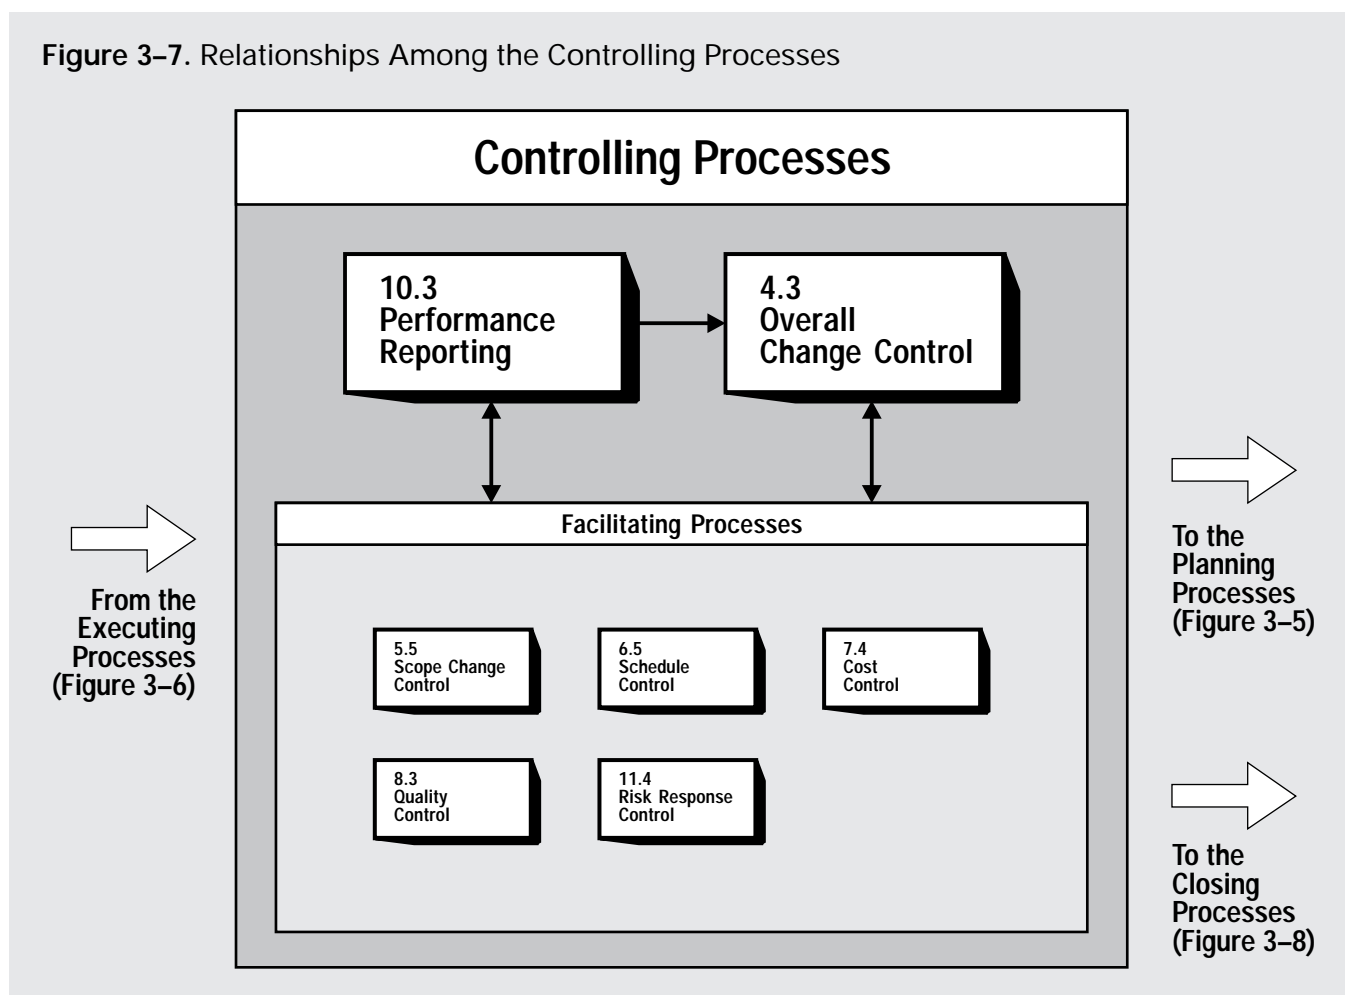 Figure 3–7. Relationships Among the Controlling Processes
Controlling Processes
10.3
Performance
Reporting
4.3
Overall
Change Control
From the
Executing
Processes
(Figure 3–6)
Facilitating Processes
5.5
Scope Change
Control
6.5
Schedule
Control
7.4
Cost
Control
8.3
Quality
Control
11.4
Risk Response
Control
To the
Planning
Processes
(Figure 3–5)
To the
Closing
Processes
(Figure 3–8)